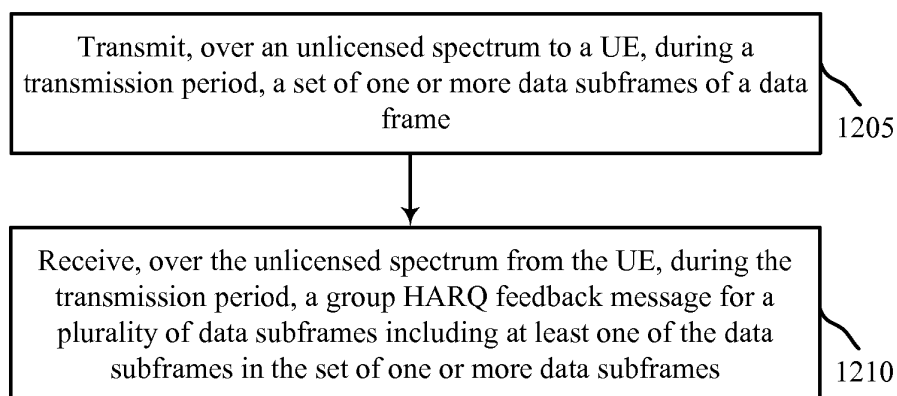 Transmit, over an unlicensed spectrum to a UE, during a
transmission period, a set of one or more data subframes of a data
frame
1205
Receive, over the unlicensed spectrum from the UE, during the
transmission period, a group HARQ feedback message for a
plurality of data subframes including at least one of the data
subframes in the set of one or more data subframes
1210